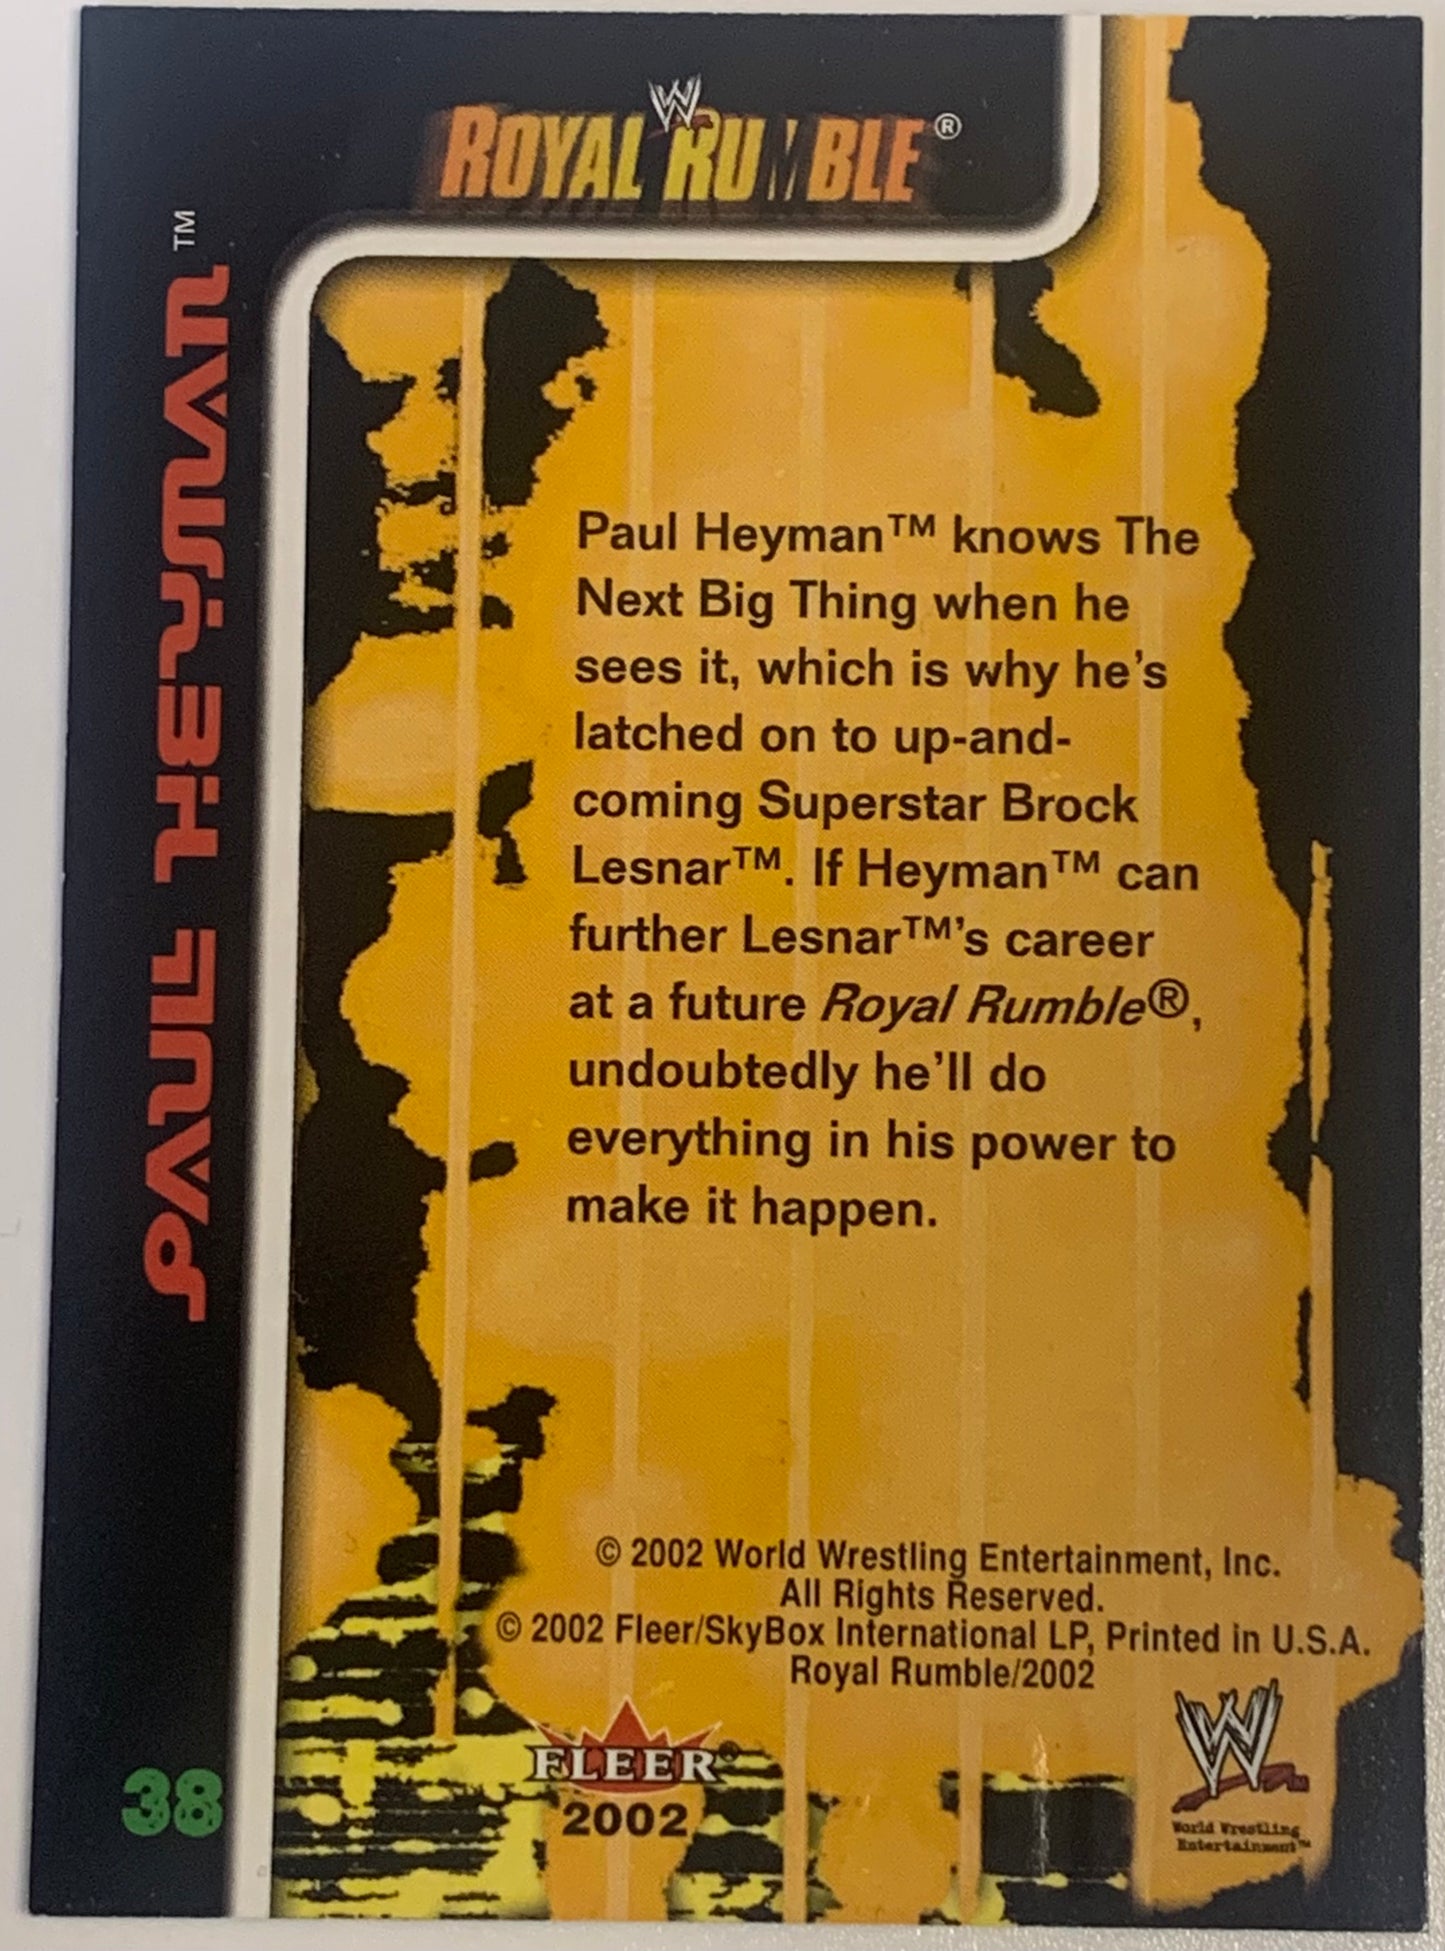 W
ROYAL RUMBLE®
PAUL HEYMAN™
Paul Heyman™ knows The
Next Big Thing when he
sees it, which is why he's
latched on to up-and-
coming Superstar Brock
Lesnar™. If Heyman™ can
further Lesnar™'s career
at a future Royal Rumble®,
undoubtedly he'll do
everything in his power to
make it happen.
© 2002 World Wrestling Entertainment, Inc.
All Rights Reserved.
© 2002 Fleer/SkyBox International LP, Printed in U.S.A.
Royal Rumble/2002
FLEER®
2002
W™
World Wrestling
Entertainment™
38